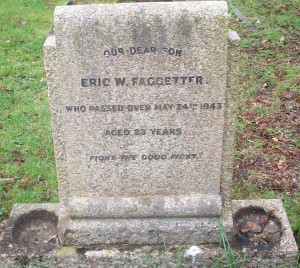 OUR DEAR SON
ERIC W. FAGGETTER.
WHO PASSED OVER MAY 24TH 1943
AGED 23 YEARS
"FIGHT THE GOOD FIGHT."